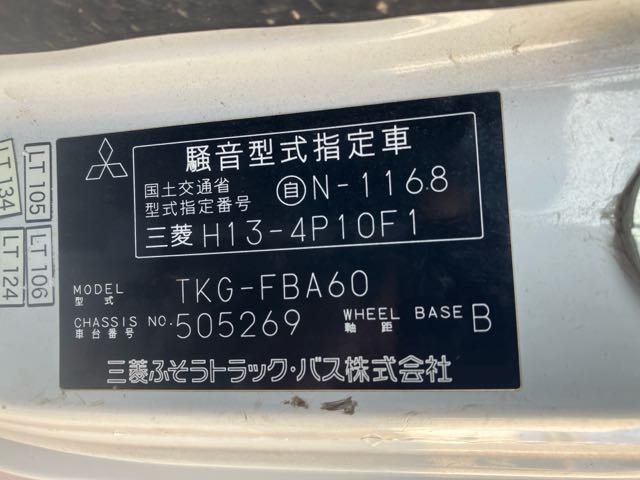 騒音型式指定車
国土交通省
型式指定番号
自N-1168
三菱 H13-4P10F1
MODEL
型式
TKG-FBA60
CHASSIS NO.
車台番号
505269
WHEEL BASE
軸距
B
三菱ふそうトラック・バス株式会社
LT 134
LT 105
LT 124
LT 106